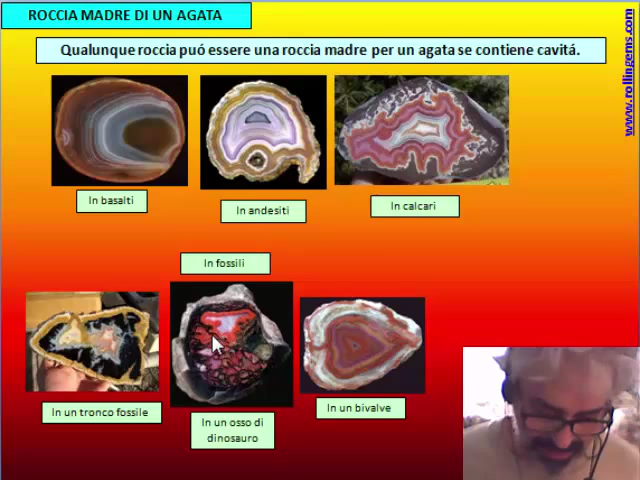 ROCCIA MADRE DI UN AGATA
www.rollingems.com
Qualunque roccia puó essere una roccia madre per un agata se contiene cavitá.
In basalti
In andesiti
In calcari
In fossili
In un tronco fossile
In un osso di
dinosauro
In un bivalve